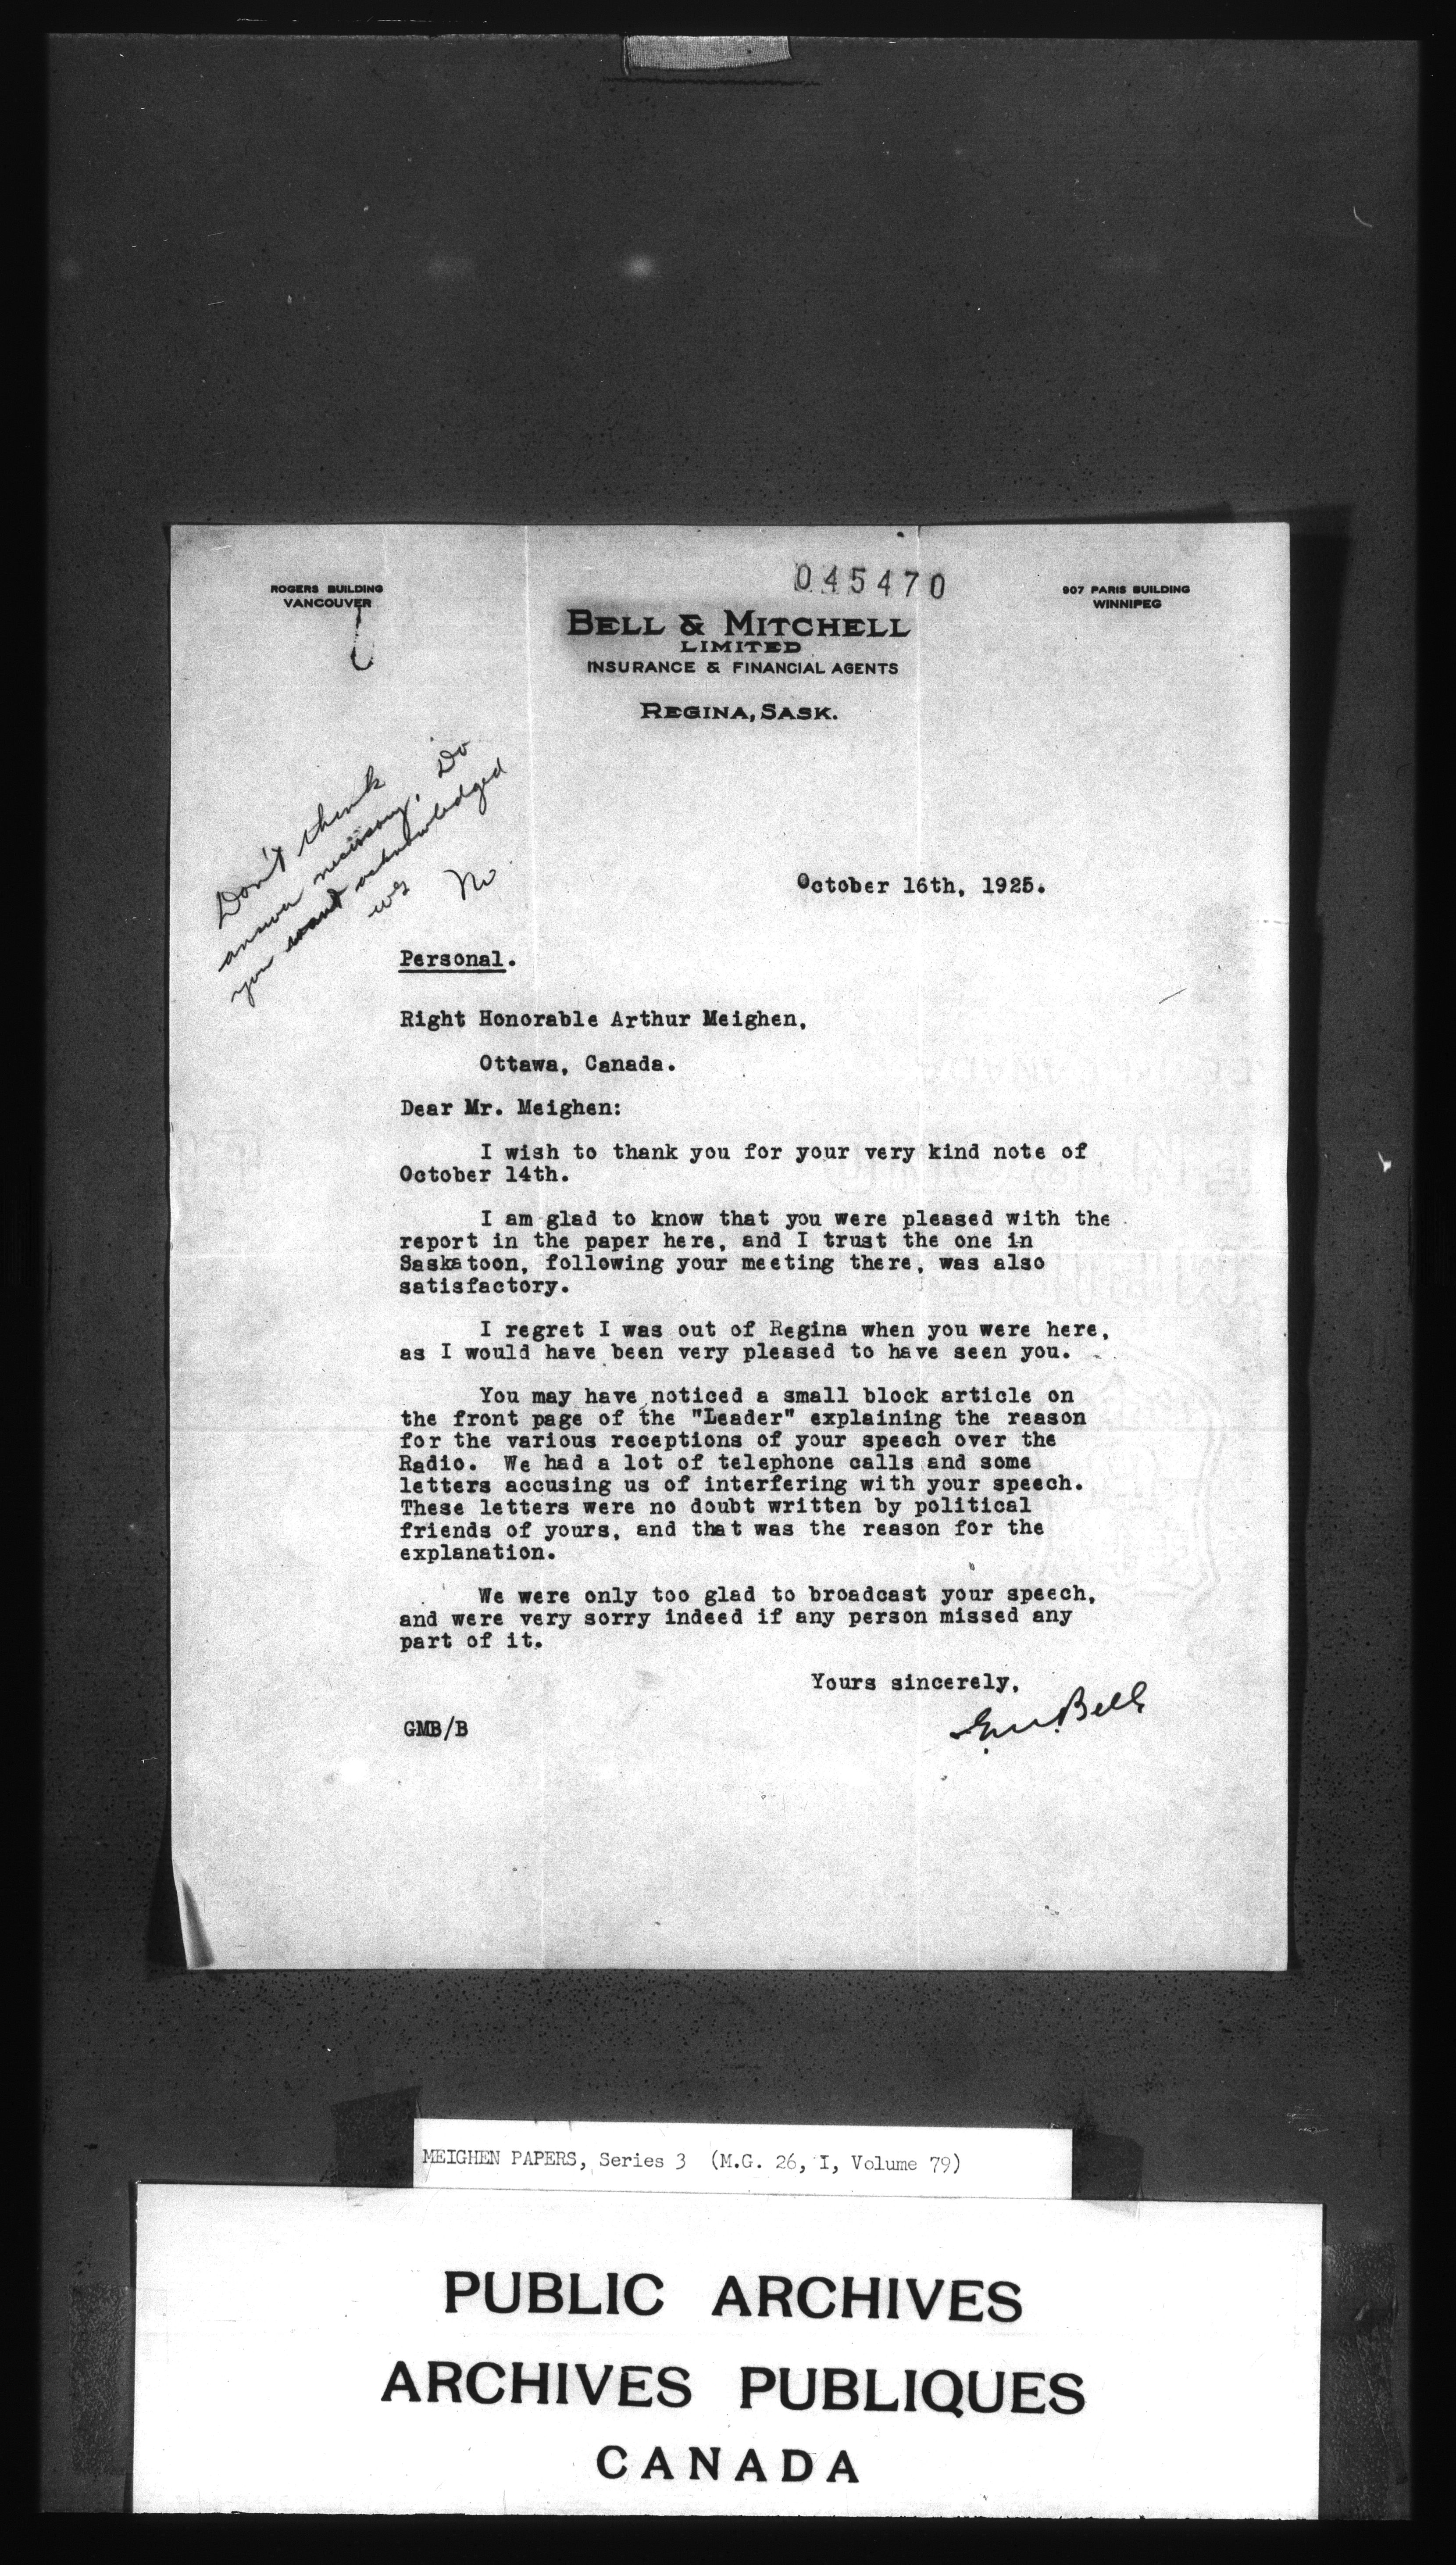 045470
ROGERS BUILDING
VANCOUVER
907 PARIS BUILDING
WINNIPEG
BELL & MITCHELL
LIMITED
INSURANCE & FINANCIAL AGENTS
REGINA, SASK.
Don't think
answer necessary. Do
you want acknowledged
No
October 16th, 1925.
Personal.
Right Honorable Arthur Meighen,
Ottawa, Canada.
Dear Mr. Meighen:
I wish to thank you for your very kind note of
October 14th.
I am glad to know that you were pleased with the
report in the paper here, and I trust the one in
Saskatoon, following your meeting there, was also
satisfactory.
I regret I was out of Regina when you were here,
as I would have been very pleased to have seen you.
You may have noticed a small block article on
the front page of the "Leader" explaining the reason
for the various receptions of your speech over the
Radio. We had a lot of telephone calls and some
letters accusing us of interfering with your speech.
These letters were no doubt written by political
friends of yours, and that was the reason for the
explanation.
We were only too glad to broadcast your speech,
and were very sorry indeed if any person missed any
part of it.
Yours sincerely,
G.M.Bell
GMB/B
MEIGHEN PAPERS, Series 3 (M.G. 26, I, Volume 79)
PUBLIC ARCHIVES
ARCHIVES PUBLIQUES
CANADA